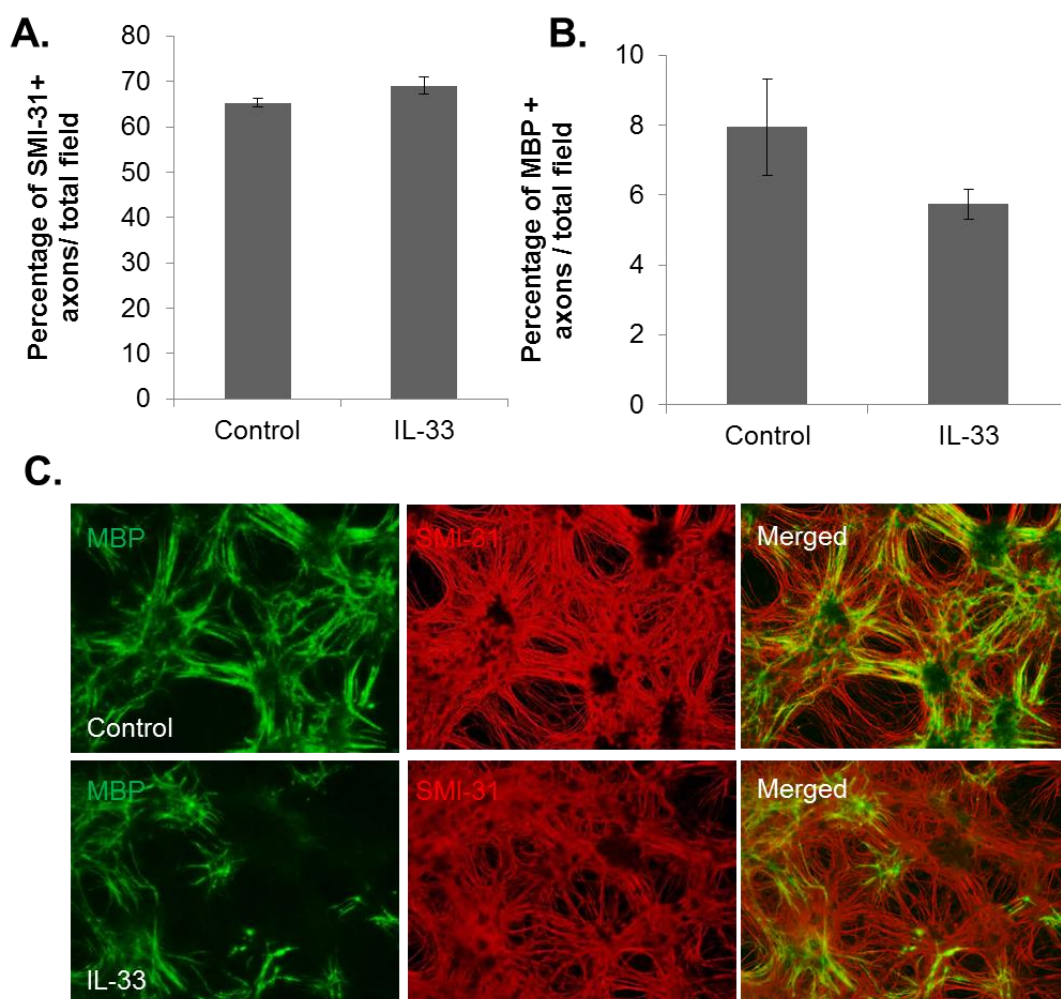 A.
Percentage of SMI-31+
axons/ total field
80
70
60
50
40
30
20
10
0
Control IL-33
B.
Percentage of MBP +
axons / total field
10
8
6
4
2
0
Control IL-33
C.
MBP SMI-31 Merged
Control
MBP SMI-31 Merged
IL-33